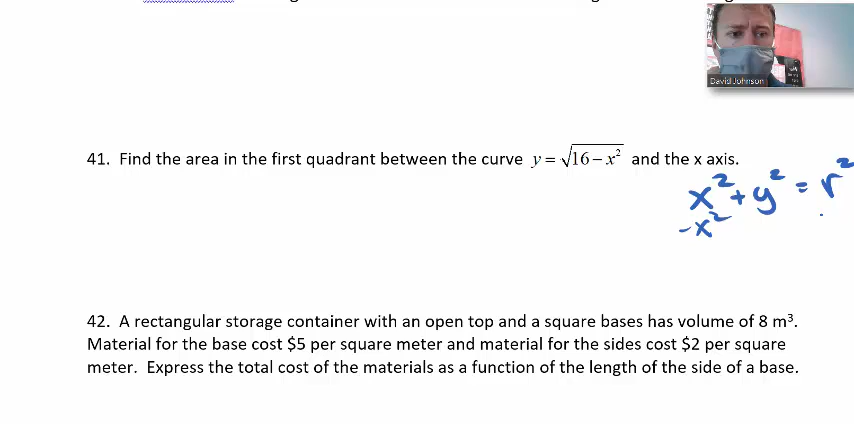 David Johnson
41. Find the area in the first quadrant between the curve y = √16 − x² and the x axis.
x² + y² = r²
-x²
42. A rectangular storage container with an open top and a square bases has volume of 8 m³.
Material for the base cost $5 per square meter and material for the sides cost $2 per square
meter. Express the total cost of the materials as a function of the length of the side of a base.